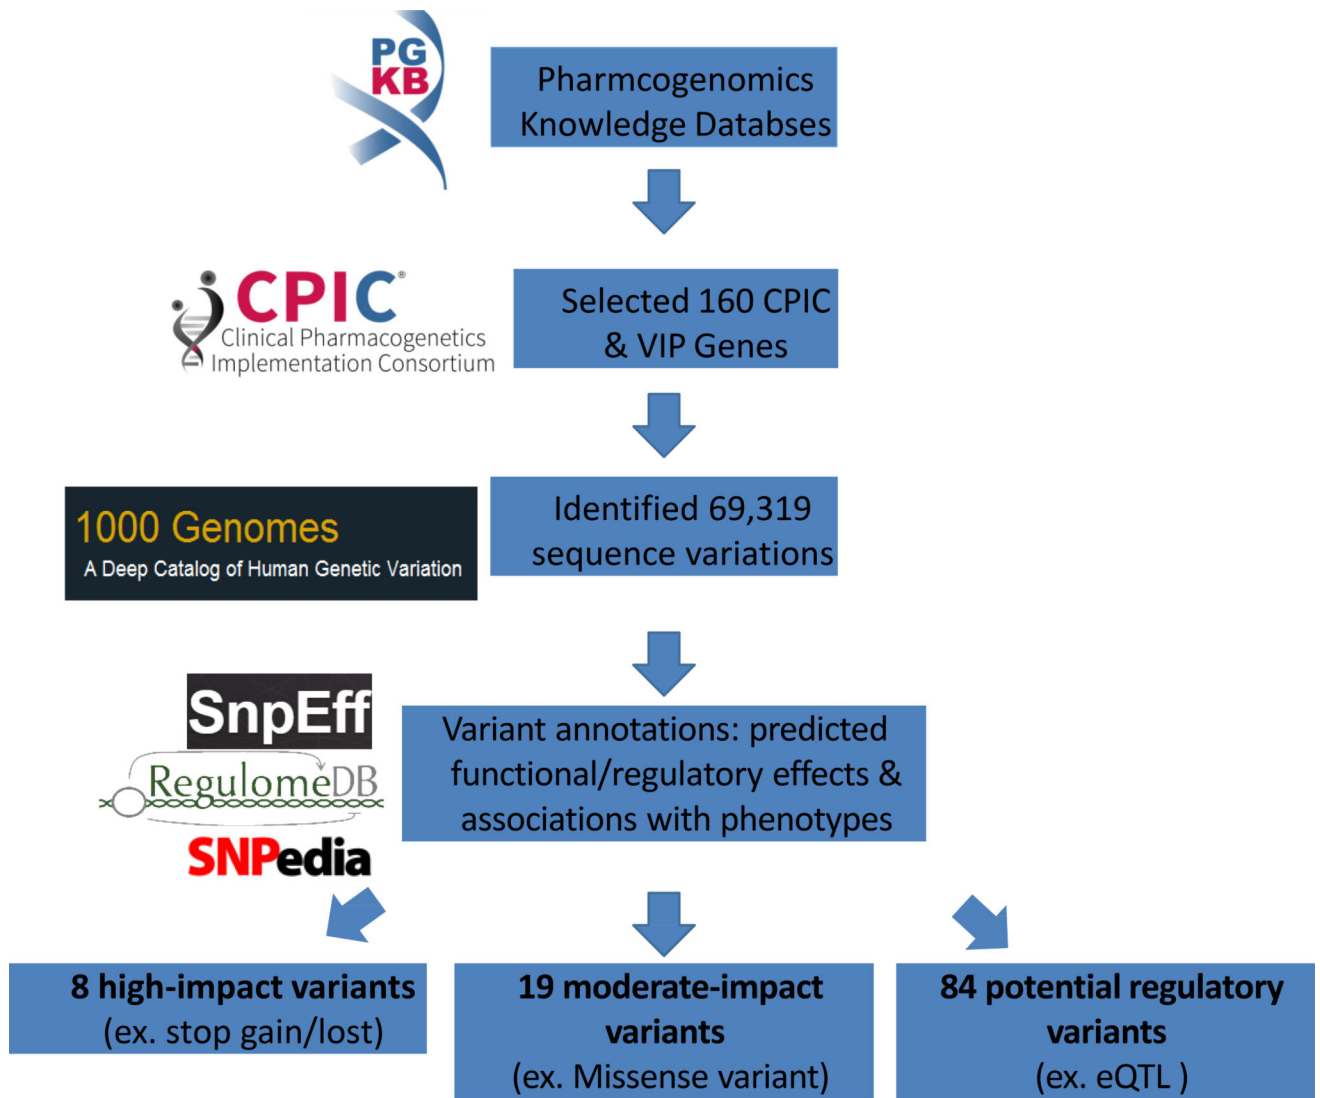 PG
KB
Pharmcogenomics
Knowledge Databses
CPIC®
Clinical Pharmacogenetics
Implementation Consortium
Selected 160 CPIC
& VIP Genes
1000 Genomes
A Deep Catalog of Human Genetic Variation
Identified 69,319
sequence variations
SnpEff
RegulomeDB
SNPedia
Variant annotations: predicted
functional/regulatory effects &
associations with phenotypes
8 high-impact variants
(ex. stop gain/lost)
19 moderate-impact
variants
(ex. Missense variant)
84 potential regulatory
variants
(ex. eQTL )